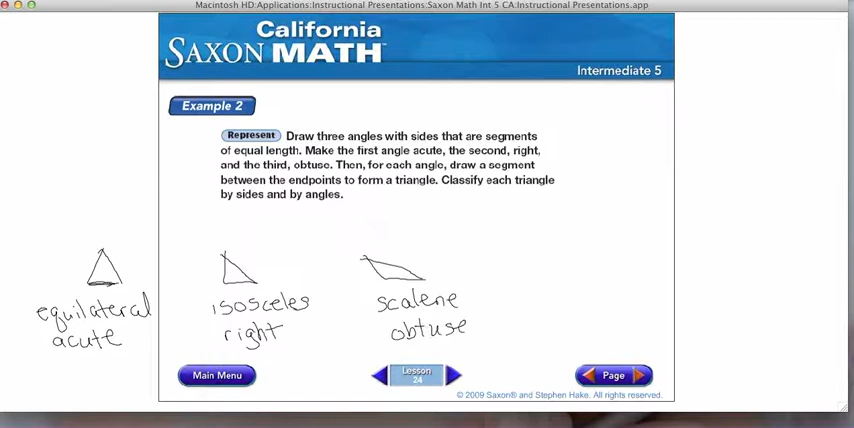 Macintosh HD:Applications:Instructional Presentations:Saxon Math Int 5 CA:Instructional Presentations.app
California
SAXON MATH™
Intermediate 5
Example 2
Represent Draw three angles with sides that are segments
of equal length. Make the first angle acute, the second, right,
and the third, obtuse. Then, for each angle, draw a segment
between the endpoints to form a triangle. Classify each triangle
by sides and by angles.
equilateral
acute
isosceles
right
scalene
obtuse
Main Menu
Lesson
24
Page
© 2009 Saxon® and Stephen Hake. All rights reserved.